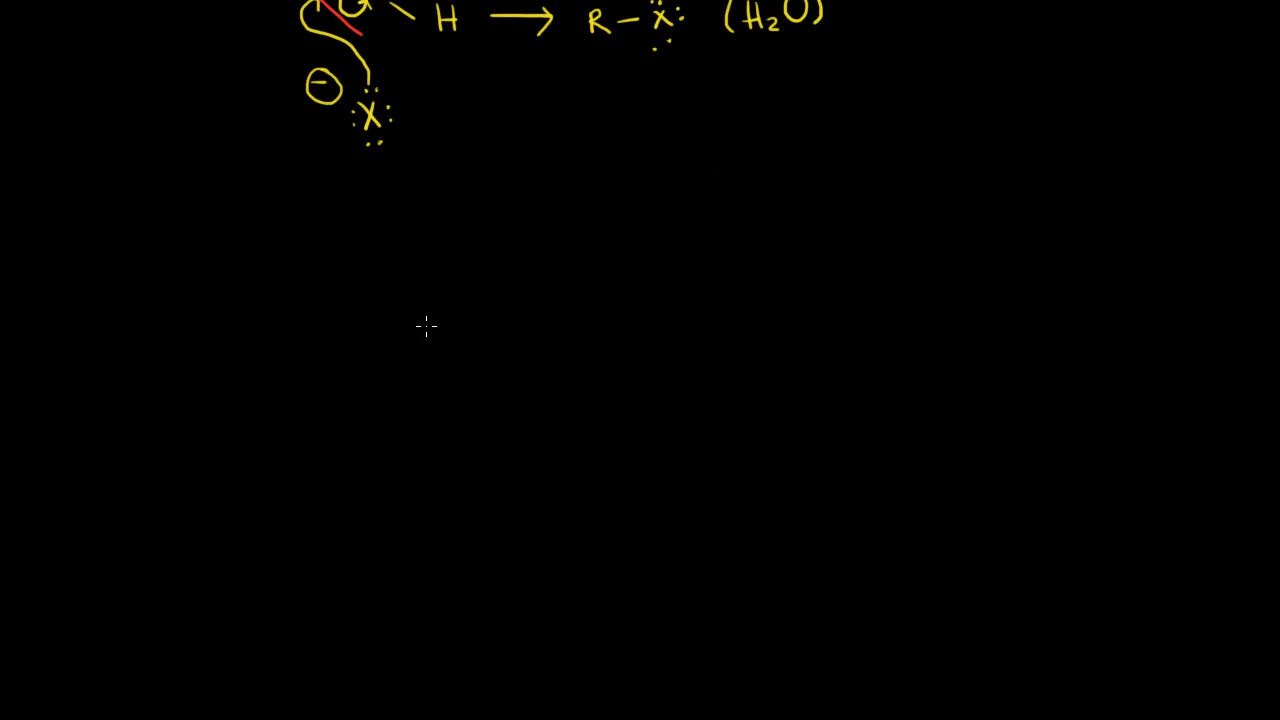 H → R – X: (H₂O)
⊖ :X: